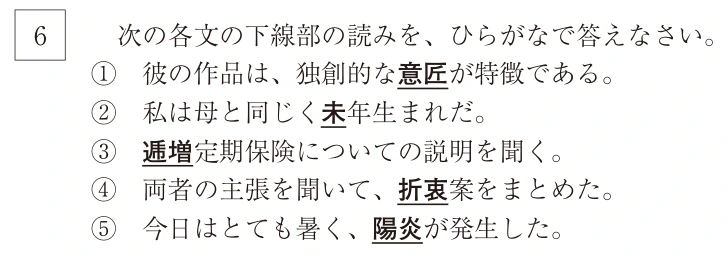 6 次の各文の下線部の読みを、ひらがなで答えなさい。
① 彼の作品は、独創的な意匠が特徴である。
② 私は母と同じく未年生まれだ。
③ 逓増定期保険についての説明を聞く。
④ 両者の主張を聞いて、折衷案をまとめた。
⑤ 今日はとても暑く、陽炎が発生した。